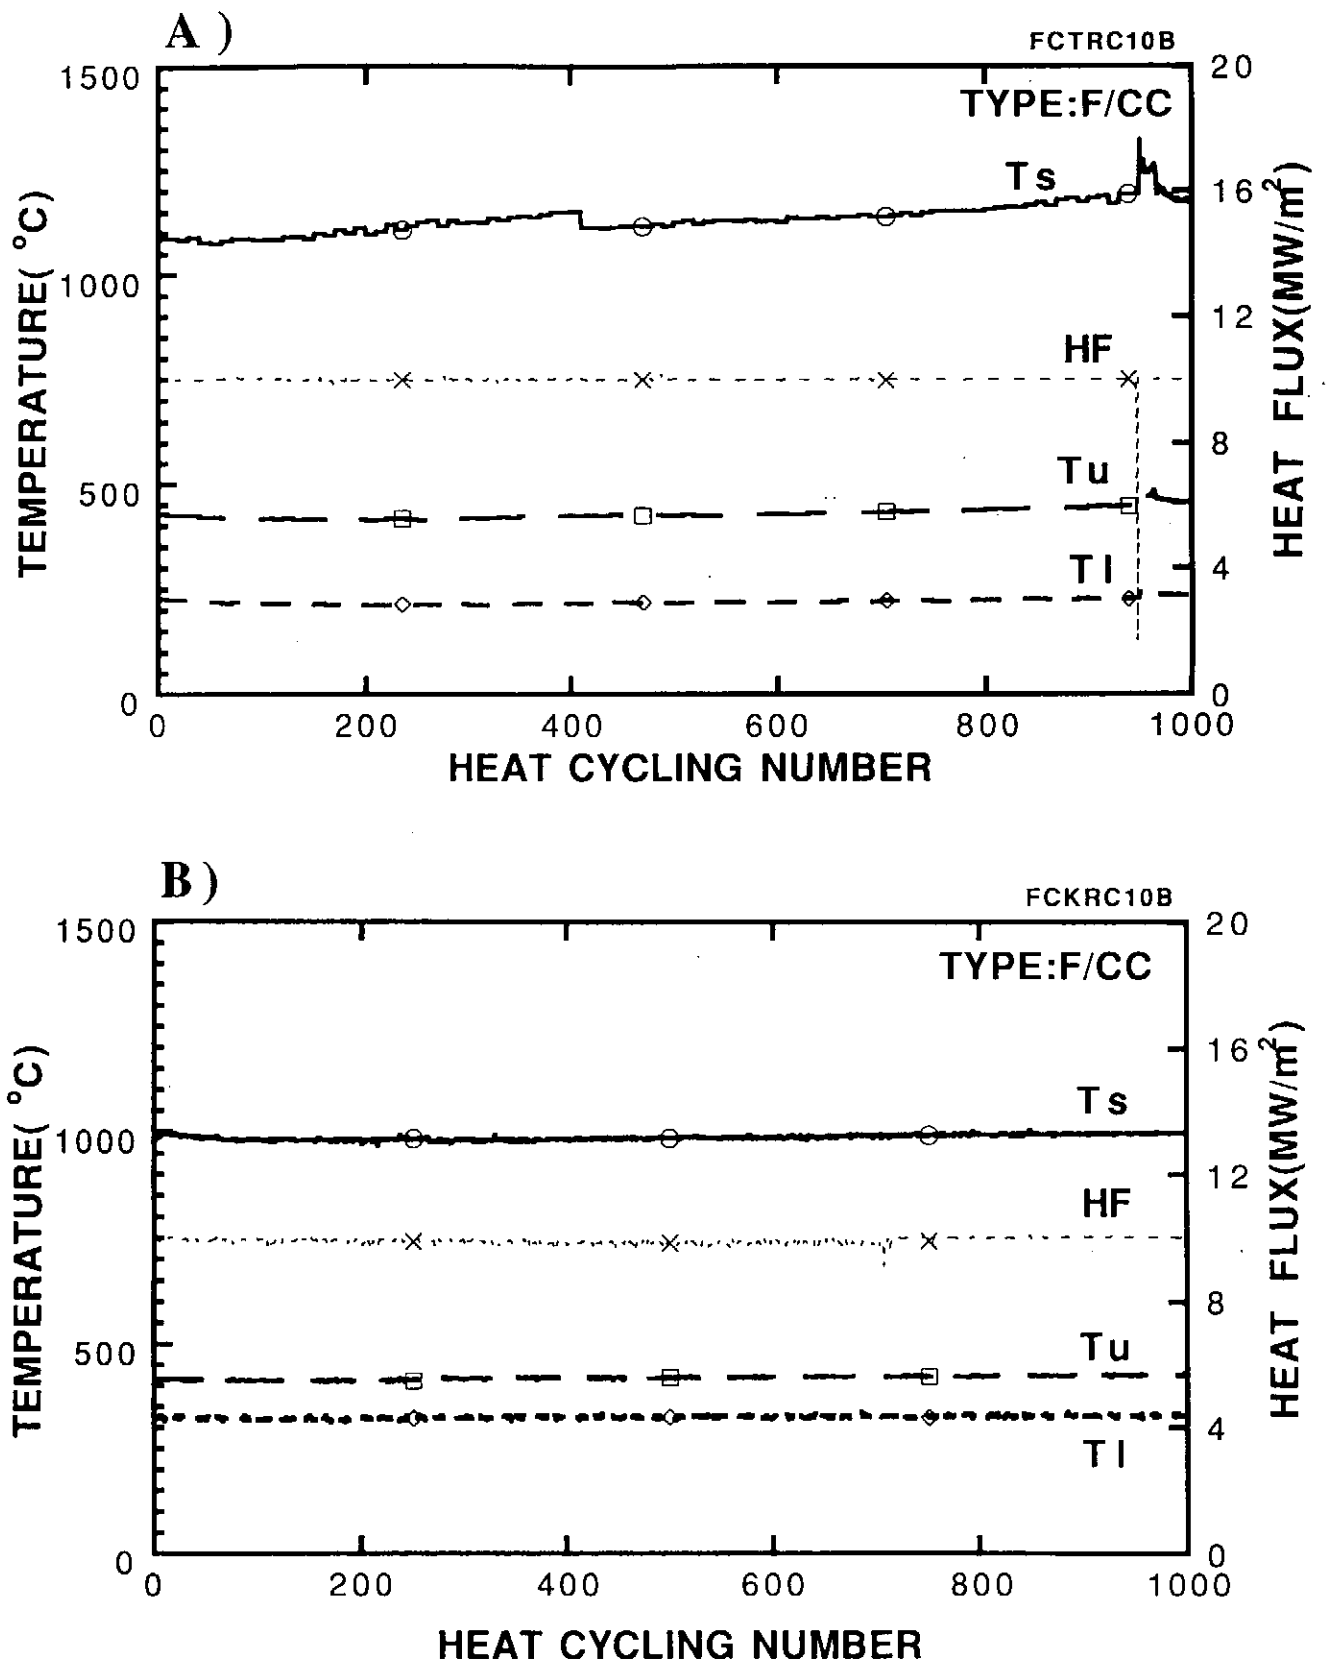 A )
FCTRC10B
1500
20
TYPE:F/CC
Ts
16
1000
12
HF
8
Tu
500
4
Tl
0
0
0
200
400
600
800
1000
TEMPERATURE( °C)
HEAT FLUX(MW/m²)
HEAT CYCLING NUMBER
B )
FCKRC10B
1500
20
TYPE:F/CC
16
Ts
1000
12
HF
8
Tu
500
4
Tl
0
0
0
200
400
600
800
1000
TEMPERATURE( °C)
HEAT FLUX(MW/m²)
HEAT CYCLING NUMBER